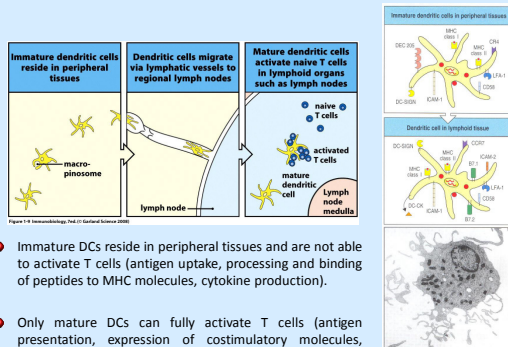 Immature dendritic cells
reside in peripheral
tissues
Dendritic cells migrate
via lymphatic vessels to
regional lymph nodes
Mature dendritic cells
activate naive T cells
in lymphoid organs
such as lymph nodes
macro-
pinosome
lymph node
naive
T cells
activated
T cells
mature
dendritic
cell
Lymph
node
medulla
Figure 1-9 Immunobiology, 7ed. (© Garland Science 2008)
Immature DCs reside in peripheral tissues and are not able
to activate T cells (antigen uptake, processing and binding
of peptides to MHC molecules, cytokine production).
Only mature DCs can fully activate T cells (antigen
presentation, expression of costimulatory molecules,
Immature dendritic cells in peripheral tissues
DEC 205
MHC
class I
MHC
class II
CR4
LFA-1
CD58
ICAM-1
DC-SIGN
Dendritic cell in lymphoid tissue
DC-SIGN
MHC
class I
MHC
class II
CCR7
B7.1
ICAM-2
LFA-1
CD58
B7.2
ICAM-1
DC-CK